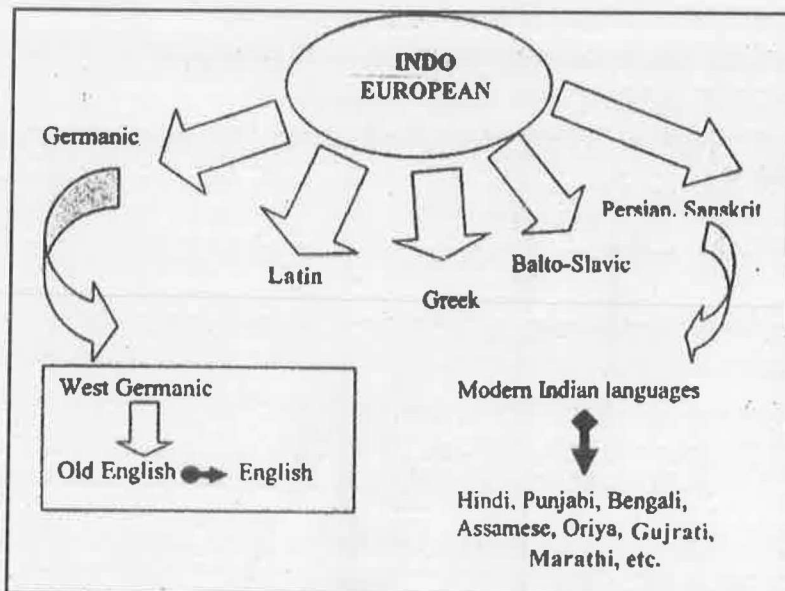 INDO
EUROPEAN
Germanic
Latin
Greek
Balto-Slavic
Persian, Sanskrit
West Germanic
Old English
English
Modern Indian languages
Hindi, Punjabi, Bengali,
Assamese, Oriya, Gujrati,
Marathi, etc.